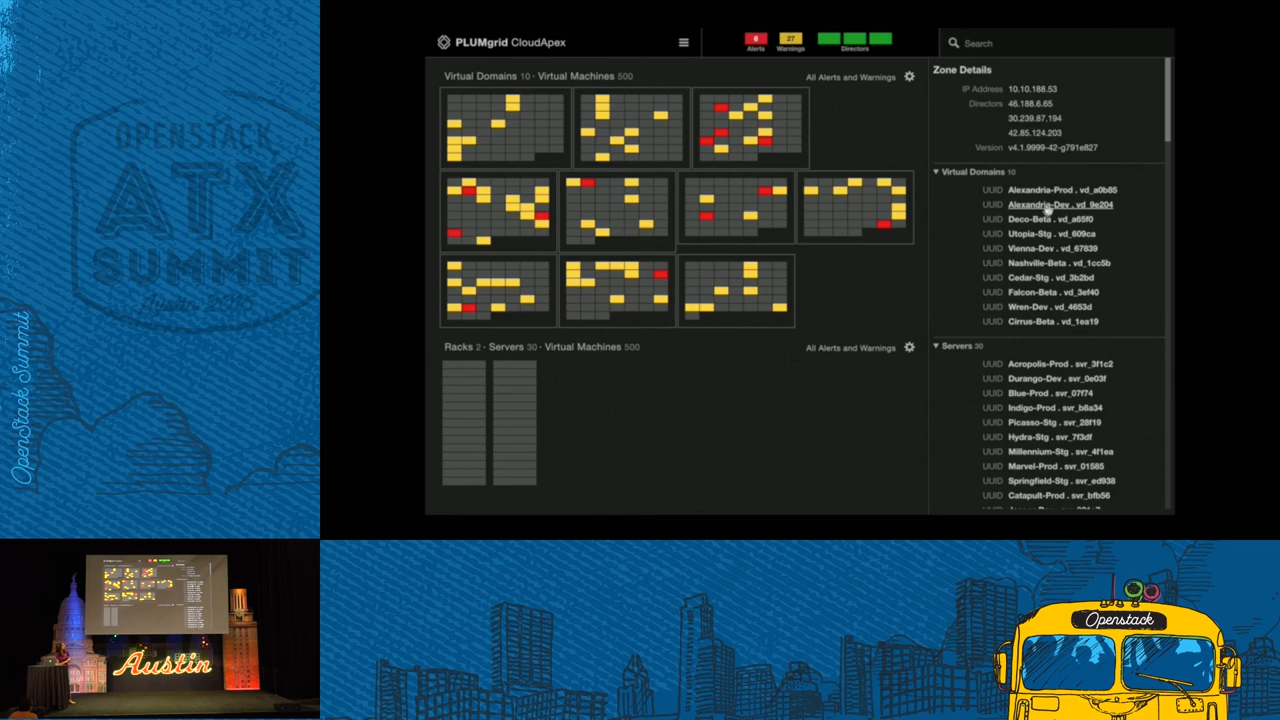 OPENSTACK
ATX
SUMMIT
OpenStack Summit
PLUMgrid CloudApex
6
Alerts
27
Warnings
Directors
Search
Virtual Domains 10 · Virtual Machines 500
All Alerts and Warnings
Racks 2 · Servers 30 · Virtual Machines 500
All Alerts and Warnings
Zone Details
IP Address 10.10.188.53
Directors 46.188.6.65
30.239.87.194
42.85.124.203
Version v4.1.9999-42-g791e827
Virtual Domains 10
UUID Alexandria-Prod . vd_a0b85
UUID Alexandria-Dev . vd_9e204
UUID Deco-Beta . vd_a65f0
UUID Utopia-Stg . vd_609ca
UUID Vienna-Dev . vd_67839
UUID Nashville-Beta . vd_1cc5b
UUID Cedar-Stg . vd_3b2bd
UUID Falcon-Beta . vd_3ef40
UUID Wren-Dev . vd_4653d
UUID Cirrus-Beta . vd_1ea19
Servers 30
UUID Acropolis-Prod . svr_3f1c2
UUID Durango-Dev . svr_0e03f
UUID Blue-Prod . svr_07f74
UUID Indigo-Prod . svr_b8a34
UUID Picasso-Stg . svr_28f19
UUID Hydra-Stg . svr_7f3df
UUID Millennium-Stg . svr_4f1ea
UUID Marvel-Prod . svr_01585
UUID Springfield-Stg . svr_ed938
UUID Catapult-Prod . svr_bfb56
Austin
Openstack